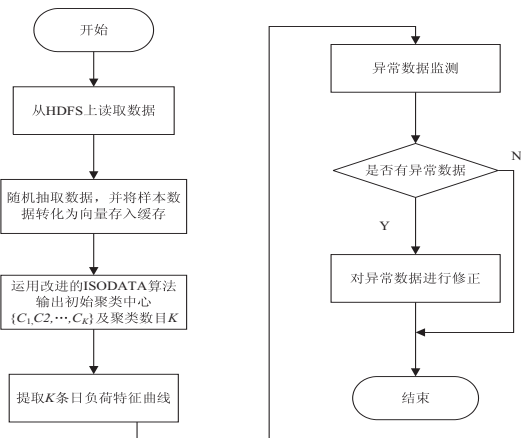 开始
从HDFS上读取数据
随机抽取数据，并将样本数
据转化为向量存入缓存
运用改进的ISODATA算法
输出初始聚类中心
{C1,C2,…,CK}及聚类数目K
提取K条日负荷特征曲线
异常数据监测
是否有异常数据
N
Y
对异常数据进行修正
结束